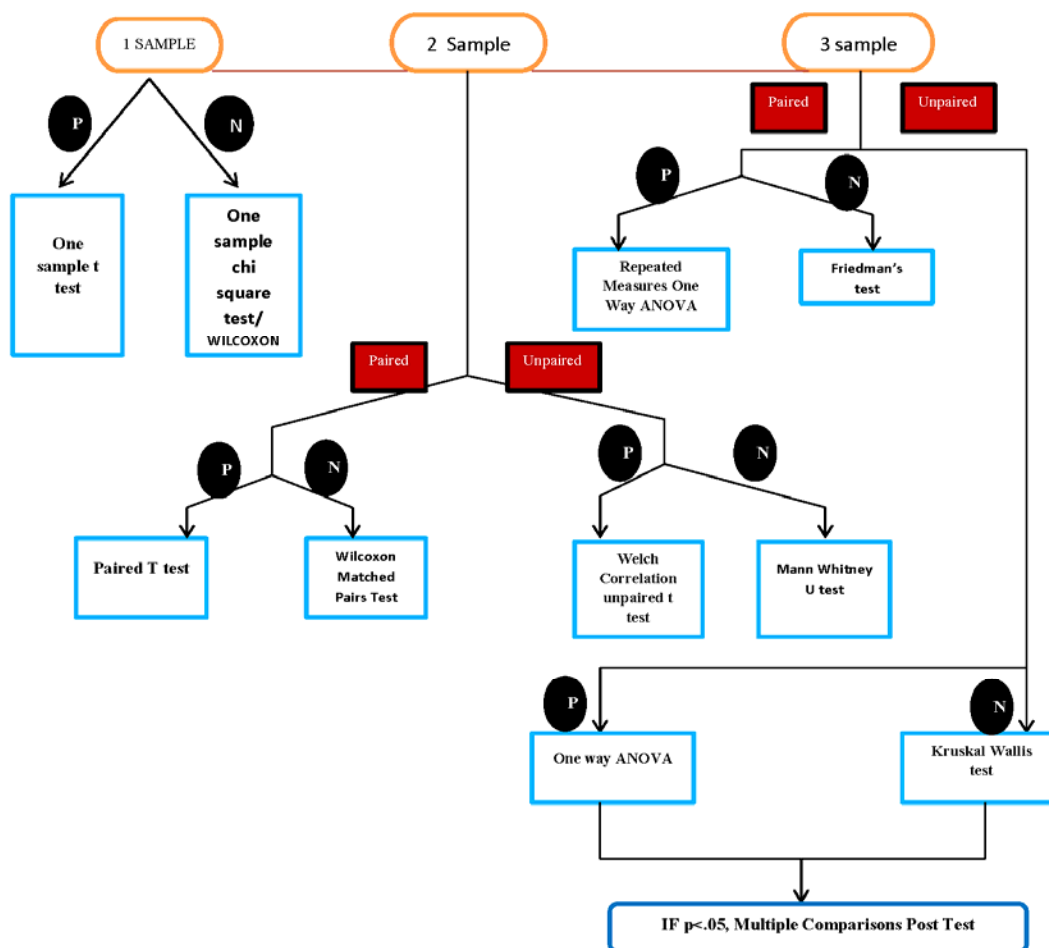 1 SAMPLE
2 Sample
3 sample
Paired
Unpaired
P
N
P
N
One
sample t
test
One
sample
chi
square
test/
WILCOXON
Repeated
Measures One
Way ANOVA
Friedman's
test
Paired
Unpaired
P
N
P
N
Paired T test
Wilcoxon
Matched
Pairs Test
Welch
Correlation
unpaired t
test
Mann Whitney
U test
P
N
One way ANOVA
Kruskal Wallis
test
IF p<.05, Multiple Comparisons Post Test